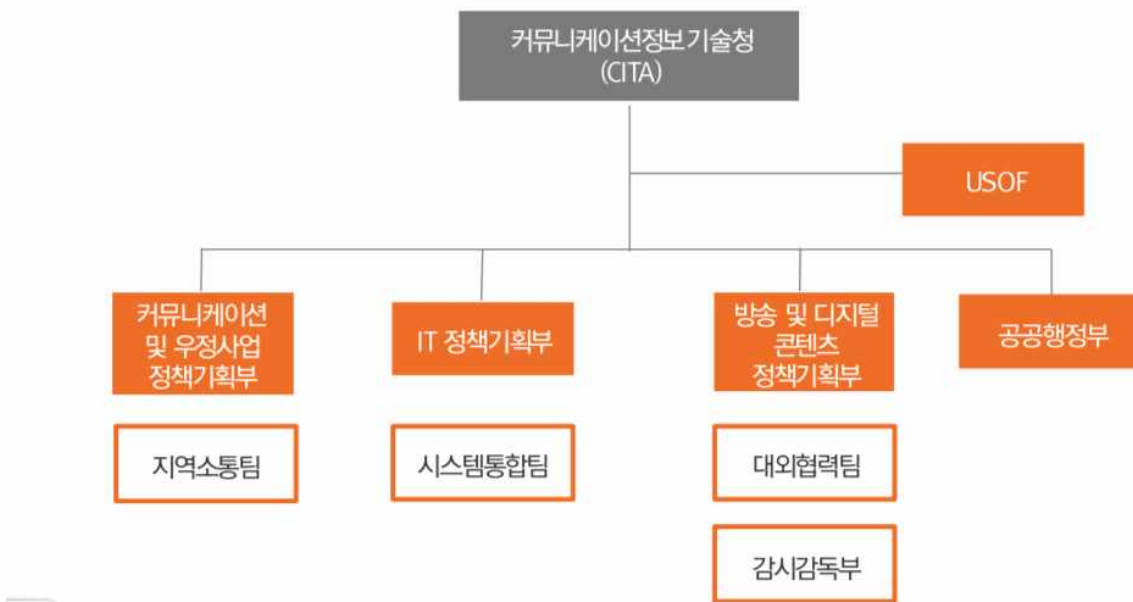 커뮤니케이션정보기술청
(CITA)
USOF
커뮤니케이션
및 우정사업
정책기획부
IT 정책기획부
방송 및 디지털
콘텐츠
정책기획부
공공행정부
지역소통팀
시스템통합팀
대외협력팀
감시감독부